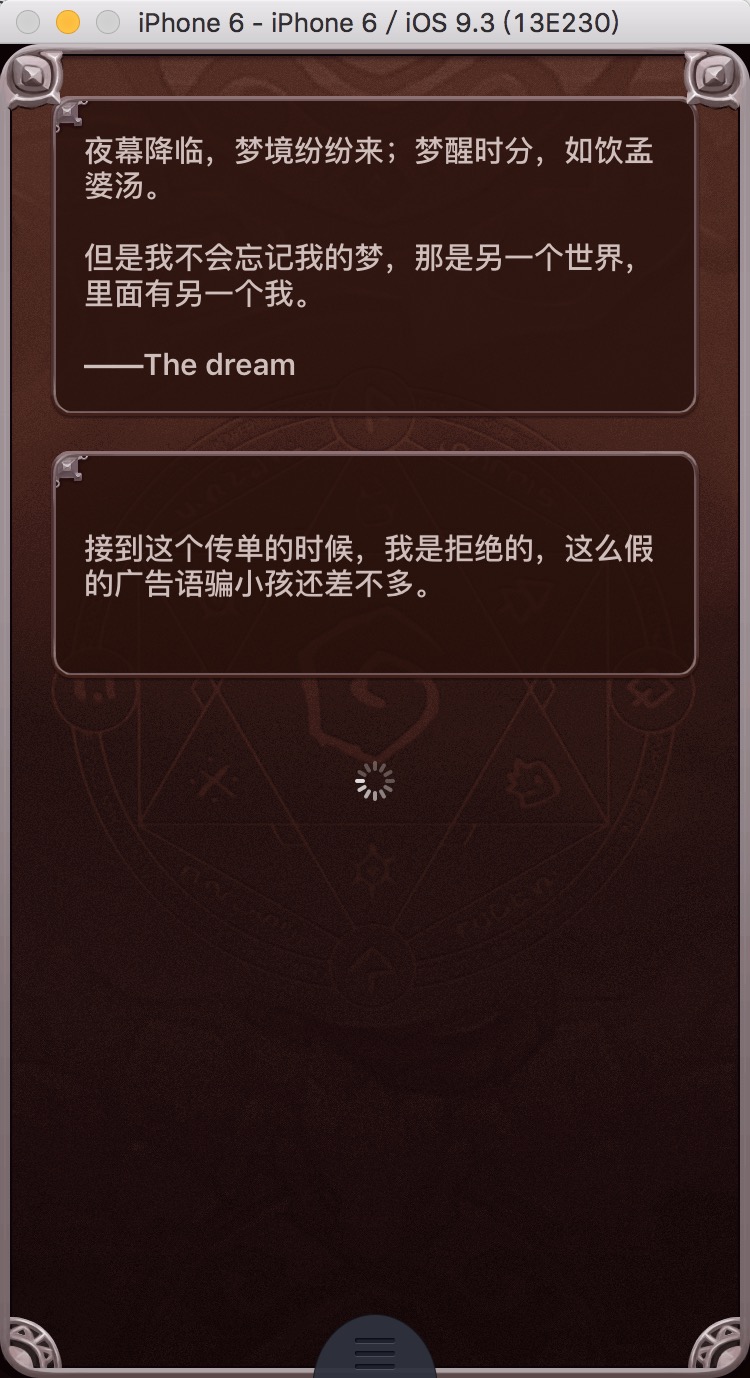 iPhone 6 - iPhone 6 / iOS 9.3 (13E230)
夜幕降临，梦境纷纷来；梦醒时分，如饮孟
婆汤。
但是我不会忘记我的梦，那是另一个世界，
里面有另一个我。
——The dream
接到这个传单的时候，我是拒绝的，这么假
的广告语骗小孩还差不多。